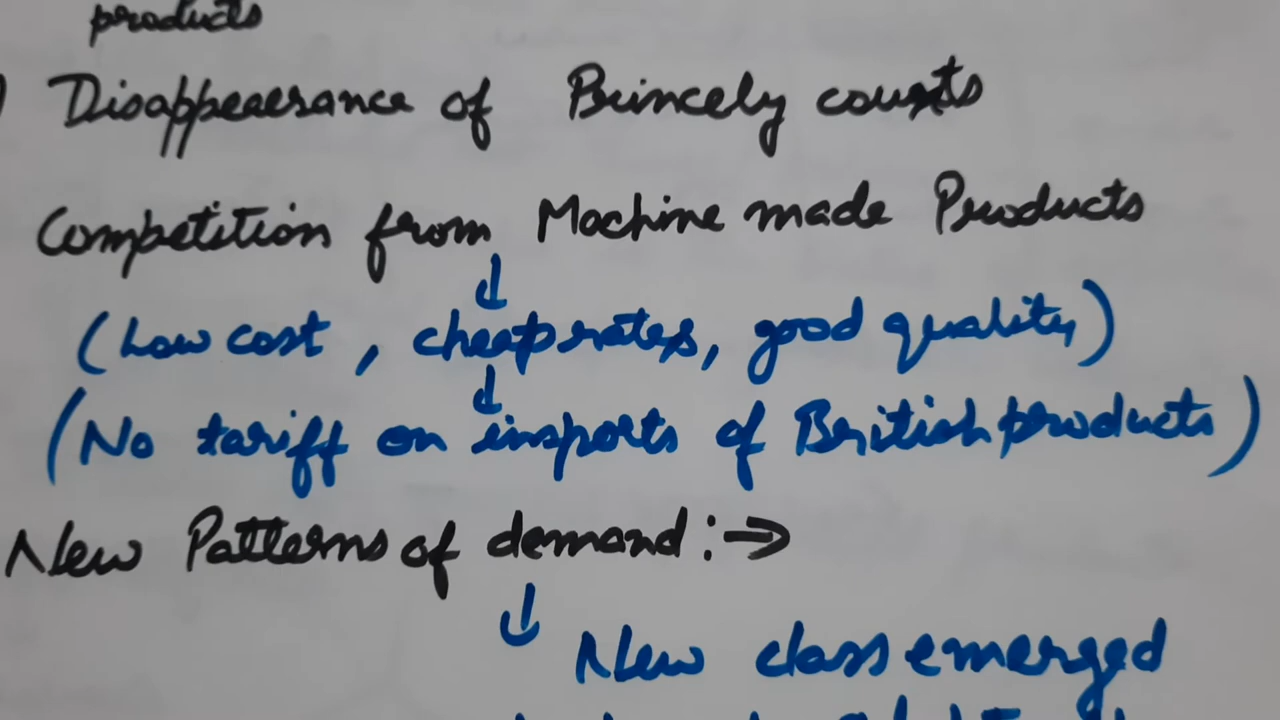 products
) Disappearance of Princely courts
Competition from Machine made Products
↓
(Low cost, cheap rates, good quality)
↓
(No tariff on imports of British products)
New Patterns of demand :→
↓
New class emerged